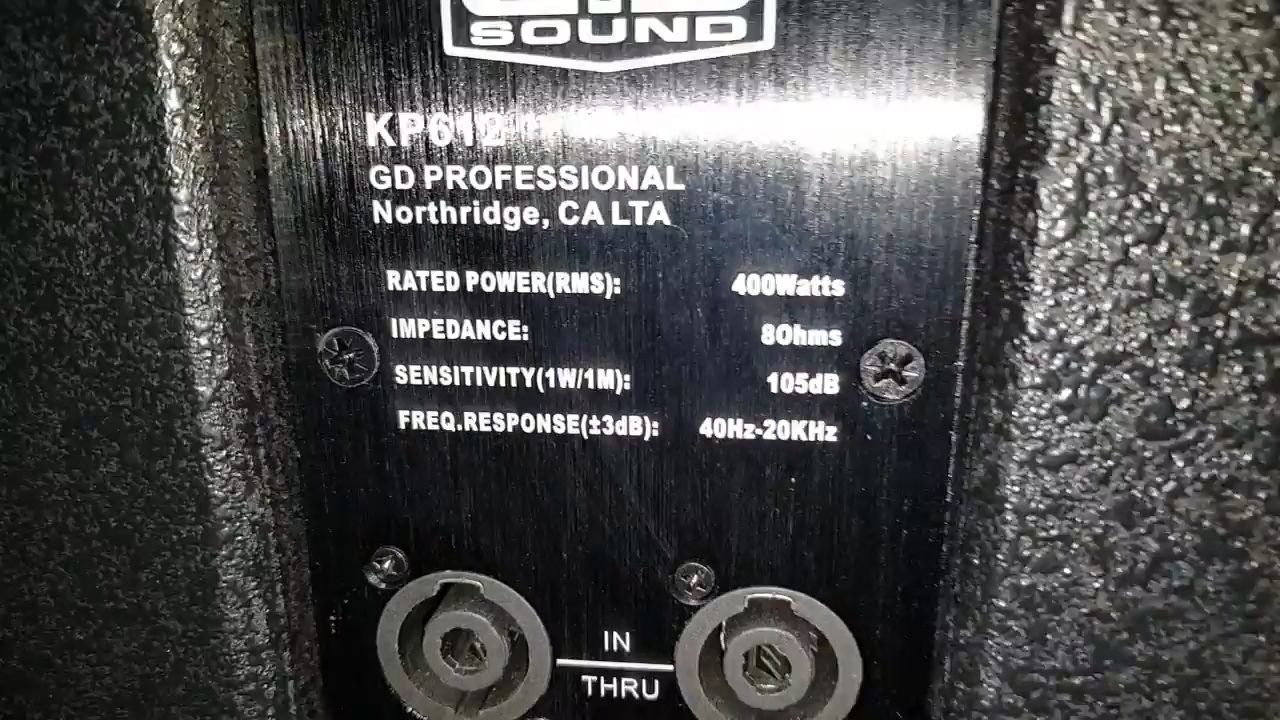 SOUND
KP612
GD PROFESSIONAL
Northridge, CA LTA
RATED POWER(RMS): 400Watts
IMPEDANCE: 8Ohms
SENSITIVITY(1W/1M): 105dB
FREQ.RESPONSE(±3dB): 40Hz-20KHz
IN
THRU